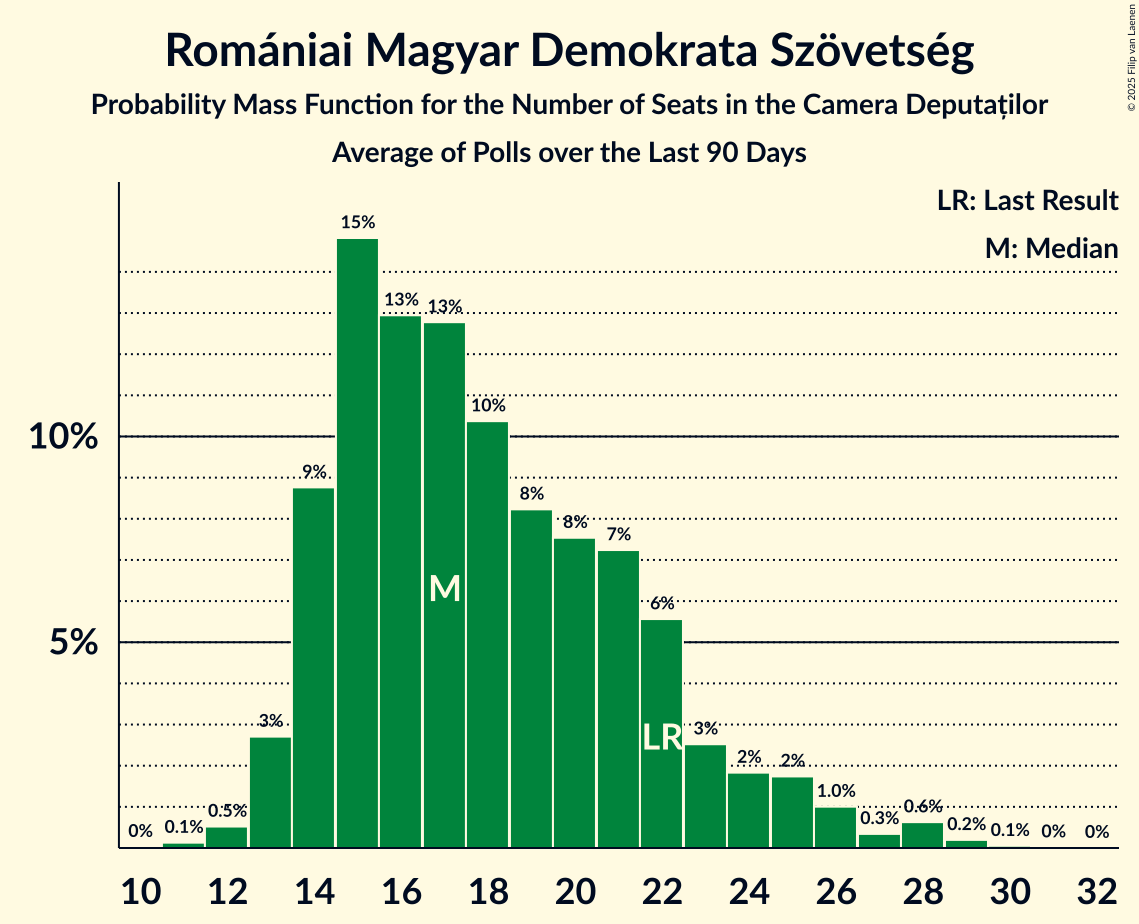 Romániai Magyar Demokrata Szövetség
Probability Mass Function for the Number of Seats in the Camera Deputaților
Average of Polls over the Last 90 Days
© 2025 Filip van Laenen
LR: Last Result
M: Median
10%
5%
0%
0.1%
0.5%
3%
9%
15%
13%
13%
10%
8%
8%
7%
6%
3%
2%
2%
1.0%
0.3%
0.6%
0.2%
0.1%
0%
0%
M
LR
10 12 14 16 18 20 22 24 26 28 30 32